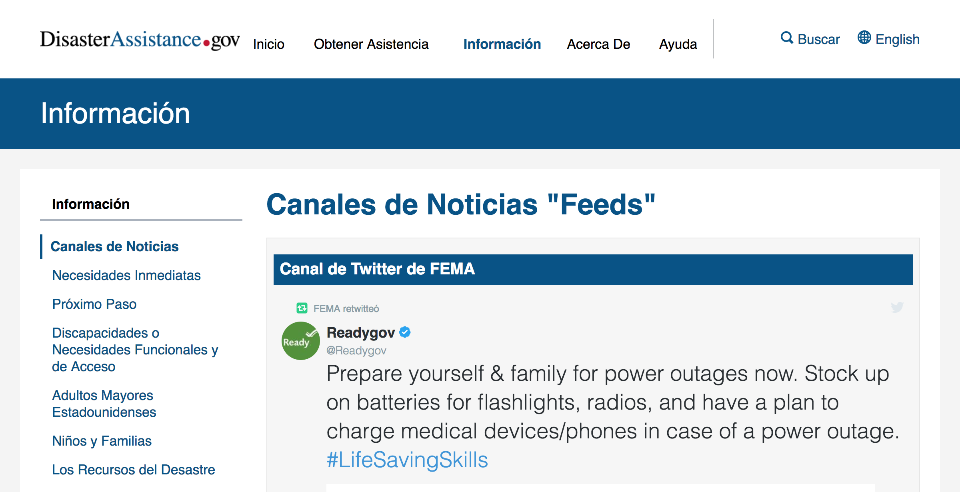 DisasterAssistance.gov
Inicio Obtener Asistencia Información Acerca De Ayuda Buscar English
Información
Información
Canales de Noticias
Necesidades Inmediatas
Próximo Paso
Discapacidades o
Necesidades Funcionales y
de Acceso
Adultos Mayores
Estadounidenses
Niños y Familias
Los Recursos del Desastre
Canales de Noticias "Feeds"
Canal de Twitter de FEMA
FEMA retwitteó
Ready
Readygov
@Readygov
Prepare yourself & family for power outages now. Stock up
on batteries for flashlights, radios, and have a plan to
charge medical devices/phones in case of a power outage.
#LifeSavingSkills